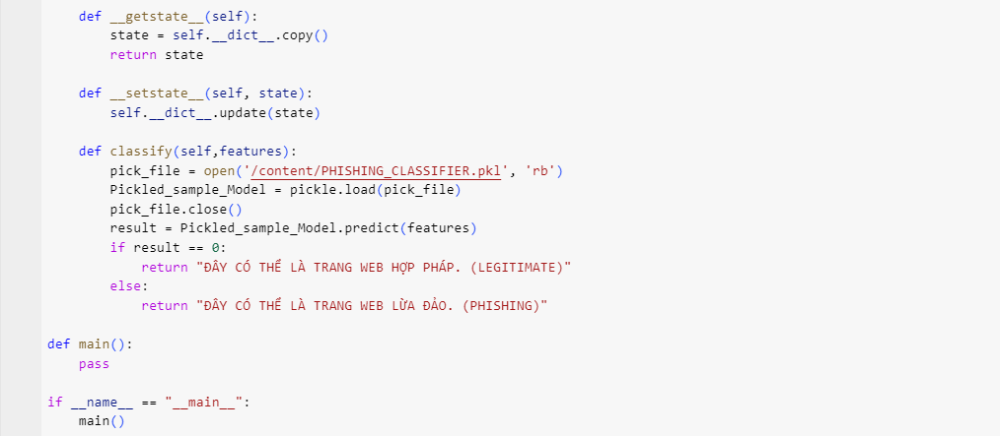 def __getstate__(self):
state = self.__dict__.copy()
return state
def __setstate__(self, state):
self.__dict__.update(state)
def classify(self,features):
pick_file = open('/content/PHISHING_CLASSIFIER.pkl', 'rb')
Pickled_sample_Model = pickle.load(pick_file)
pick_file.close()
result = Pickled_sample_Model.predict(features)
if result == 0:
return "ĐÂY CÓ THỂ LÀ TRANG WEB HỢP PHÁP. (LEGITIMATE)"
else:
return "ĐÂY CÓ THỂ LÀ TRANG WEB LỪA ĐẢO. (PHISHING)"
def main():
pass
if __name__ == "__main__":
main()